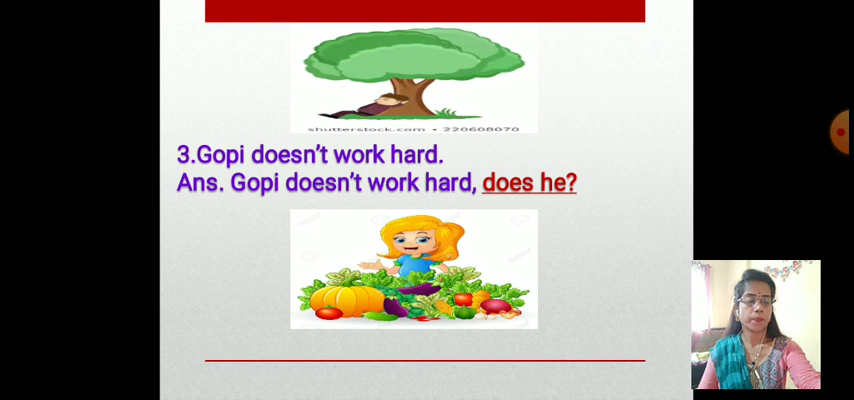 shutterstock.com • 220608070
3.Gopi doesn't work hard.
Ans. Gopi doesn't work hard, does he?